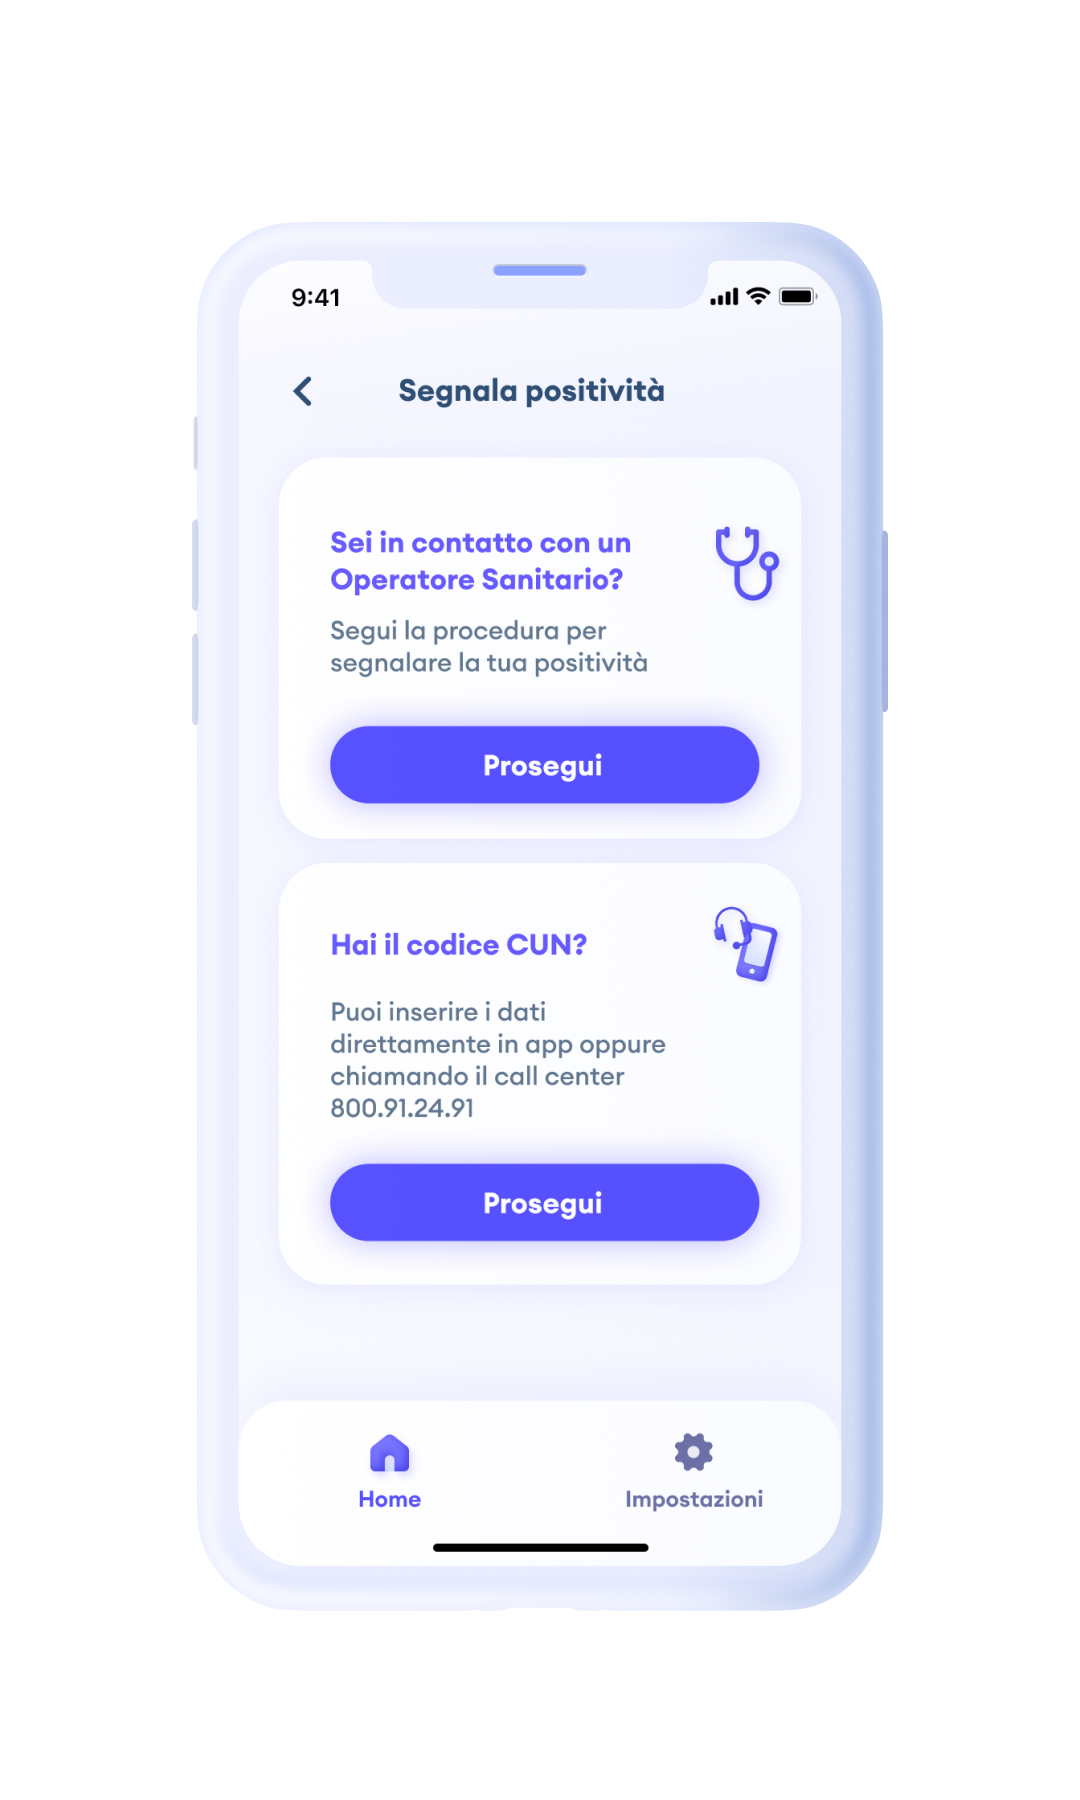 9:41
Segnala positività
Sei in contatto con un
Operatore Sanitario?
Segui la procedura per
segnalare la tua positività
Prosegui
Hai il codice CUN?
Puoi inserire i dati
direttamente in app oppure
chiamando il call center
800.91.24.91
Prosegui
Home
Impostazioni